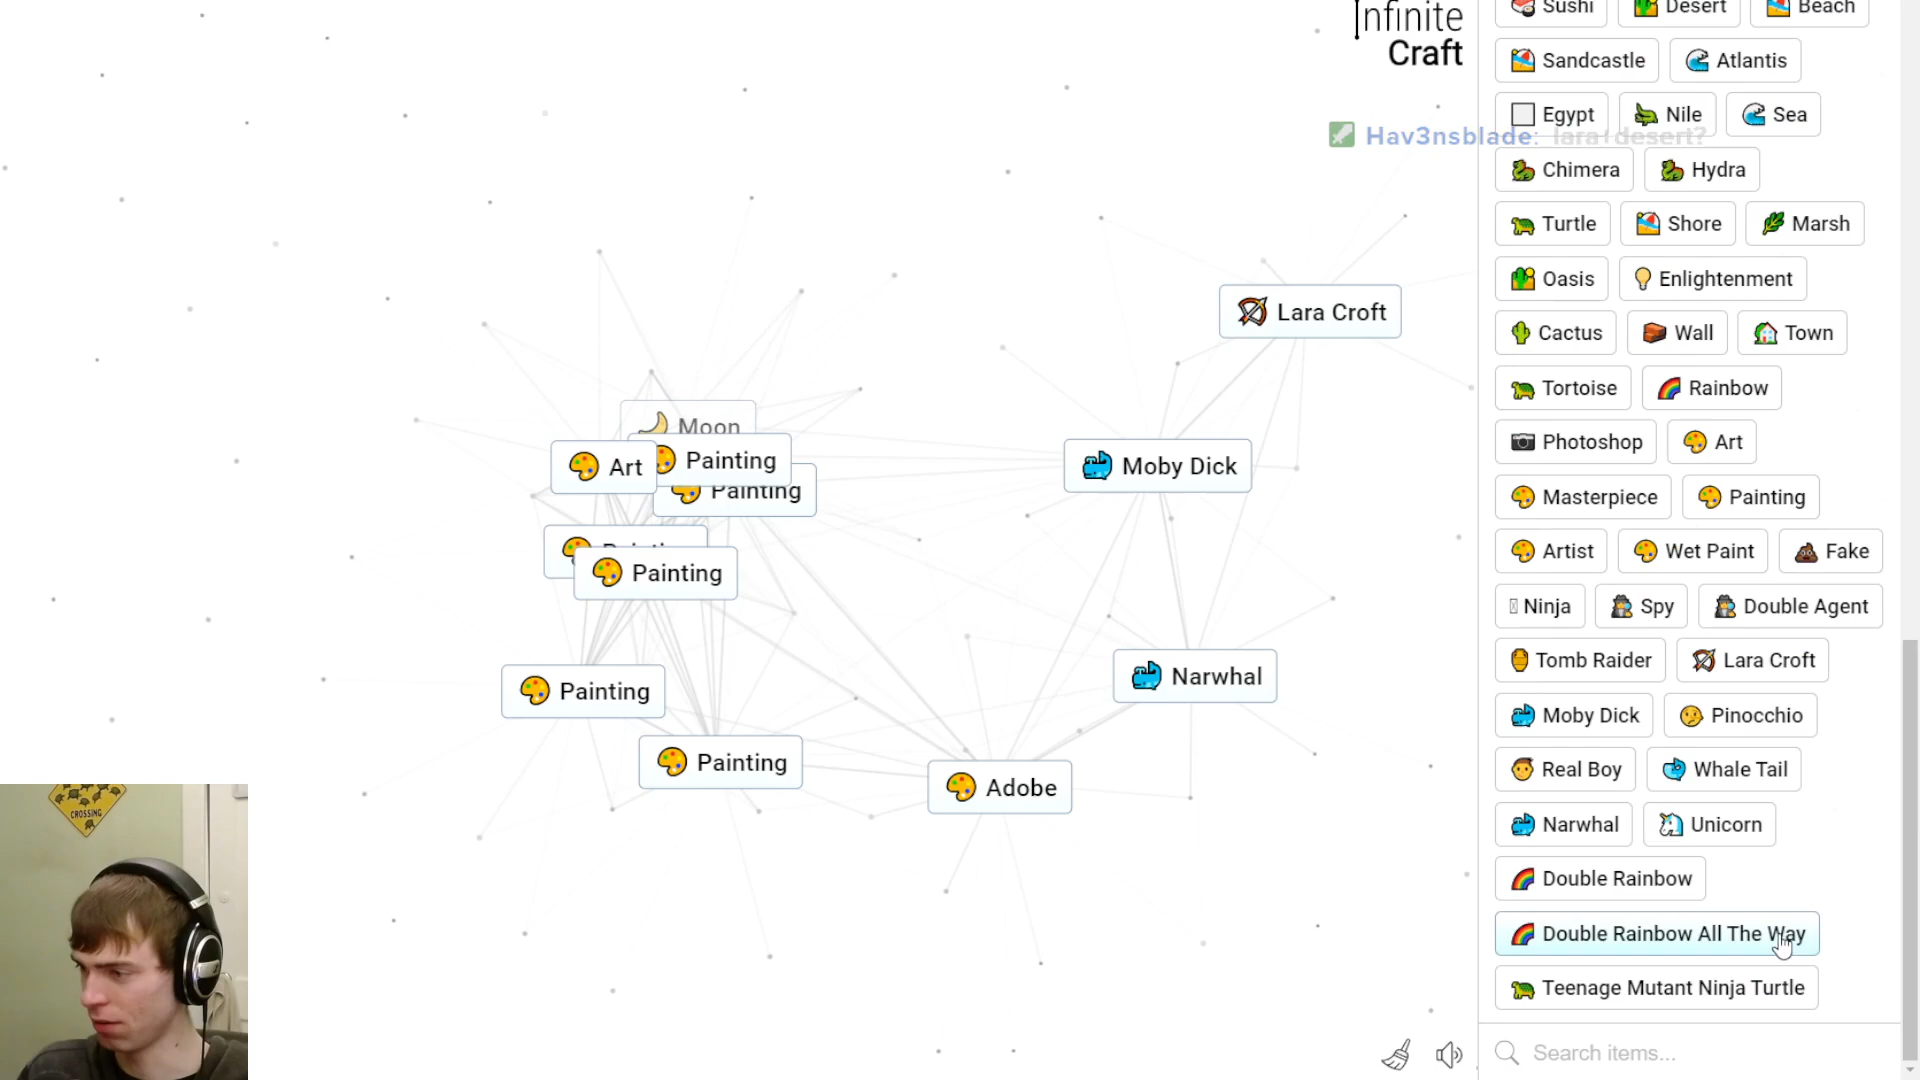 Infinite
Craft
Hav3nsblade: lara+desert?
Lara Croft
Moon
Painting
Art
Painting
Moby Dick
Painting
Painting
Narwhal
Painting
Painting
Adobe
CROSSING
Sushi Desert Beach
Sandcastle Atlantis
Egypt Nile Sea
Chimera Hydra
Turtle Shore Marsh
Oasis Enlightenment
Cactus Wall Town
Tortoise Rainbow
Photoshop Art
Masterpiece Painting
Artist Wet Paint Fake
Ninja Spy Double Agent
Tomb Raider Lara Croft
Moby Dick Pinocchio
Real Boy Whale Tail
Narwhal Unicorn
Double Rainbow
Double Rainbow All The Way
Teenage Mutant Ninja Turtle
Search items...